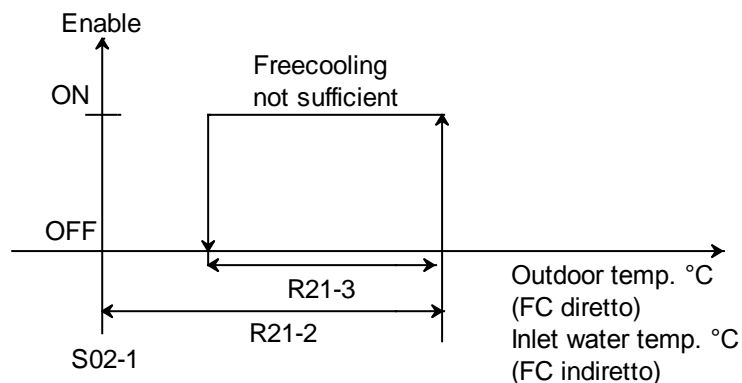 Enable
Freecooling
not sufficient
ON
OFF
R21-3
R21-2
S02-1
Outdoor temp. °C
(FC diretto)
Inlet water temp. °C
(FC indiretto)